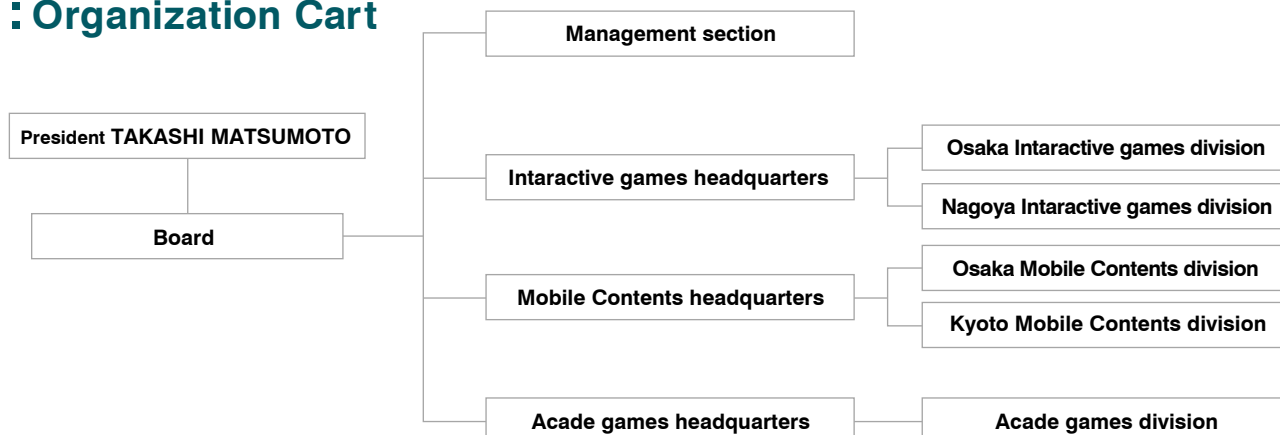 : Organization Cart
President TAKASHI MATSUMOTO
Board
Management section
Intaractive games headquarters
Osaka Intaractive games division
Nagoya Intaractive games division
Mobile Contents headquarters
Osaka Mobile Contents division
Kyoto Mobile Contents division
Acade games headquarters
Acade games division